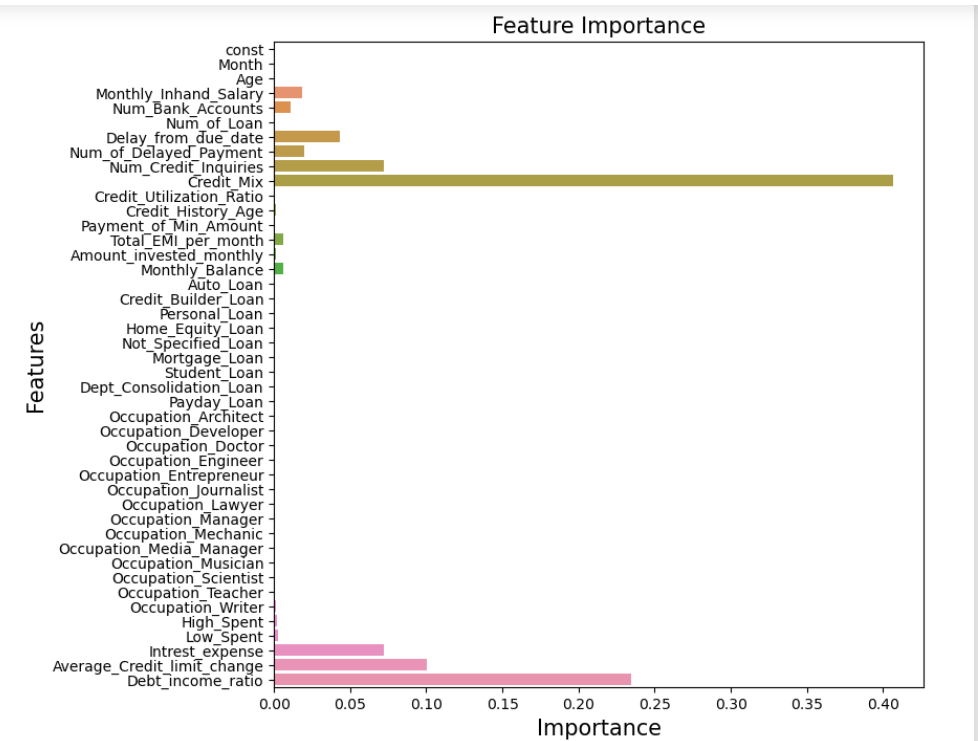 Feature Importance
const
Month
Age
Monthly_Inhand_Salary
Num_Bank_Accounts
Num_of_Loan
Delay_from_due_date
Num_of_Delayed_Payment
Num_Credit_Inquiries
Credit_Mix
Credit_Utilization_Ratio
Credit_History_Age
Payment_of_Min_Amount
Total_EMI_per_month
Amount_invested_monthly
Monthly_Balance
Auto_Loan
Credit_Builder_Loan
Personal_Loan
Home_Equity_Loan
Not_Specified_Loan
Mortgage_Loan
Student_Loan
Dept_Consolidation_Loan
Payday_Loan
Occupation_Architect
Occupation_Developer
Occupation_Doctor
Occupation_Engineer
Occupation_Entrepreneur
Occupation_Journalist
Occupation_Lawyer
Occupation_Manager
Occupation_Mechanic
Occupation_Media_Manager
Occupation_Musician
Occupation_Scientist
Occupation_Teacher
Occupation_Writer
High_Spent
Low_Spent
Intrest_expense
Average_Credit_limit_change
Debt_income_ratio
Features
0.00 0.05 0.10 0.15 0.20 0.25 0.30 0.35 0.40
Importance